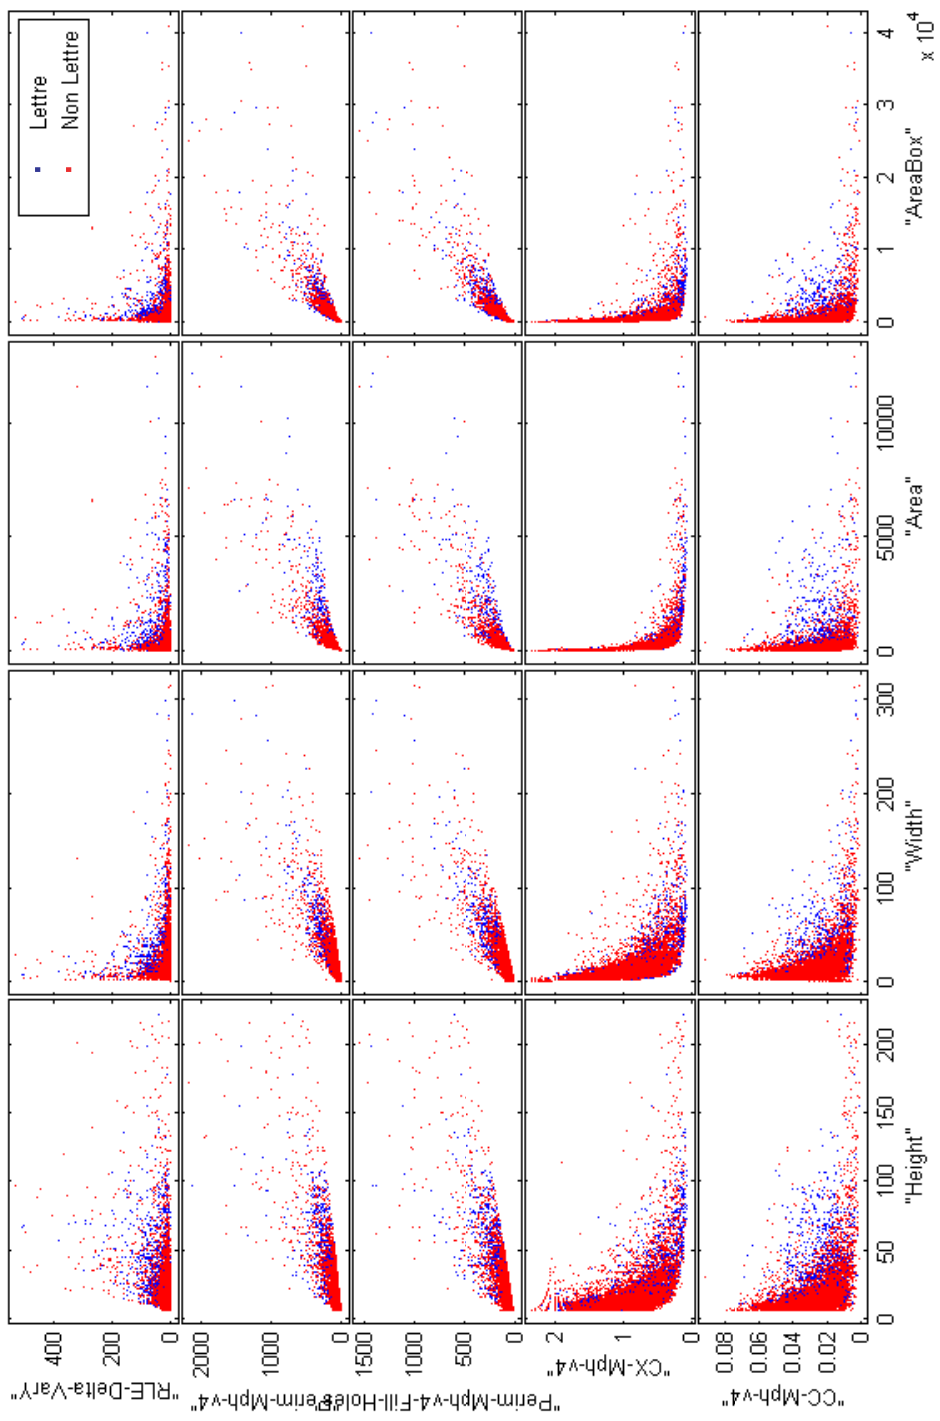 Lettre
Non Lettre
400
200
0
"RLE-Delta-VarY"
2000
1000
0
"Perim-Mph-v4"
1500
1000
500
0
"Perim-Mph-v4-Fill-Holes"
2
1
0
"CX-Mph-v4"
0.08
0.06
0.04
0.02
0
"CC-Mph-v4"
0 50 100 150 200
"Height"
0 100 200 300
"Width"
0 5000 10000
"Area"
0 1 2 3 4
x 10^4
"AreaBox"